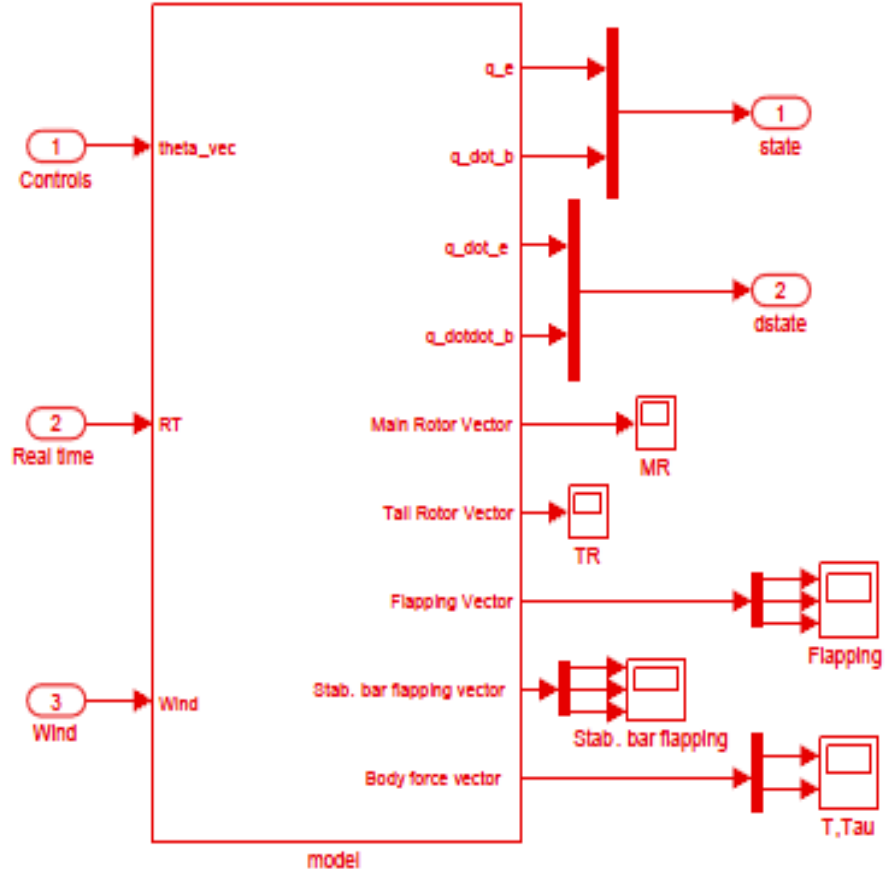 q_e
1
theta_vec
1
Controls
q_dot_b
state
q_dot_e
2
dstate
q_dotdot_b
2
RT
Real time
Main Rotor Vector
MR
Tail Rotor Vector
TR
Flapping Vector
Flapping
3
Wind
Wind
Stab. bar flapping vector
Stab. bar flapping
Body force vector
T,Tau
model